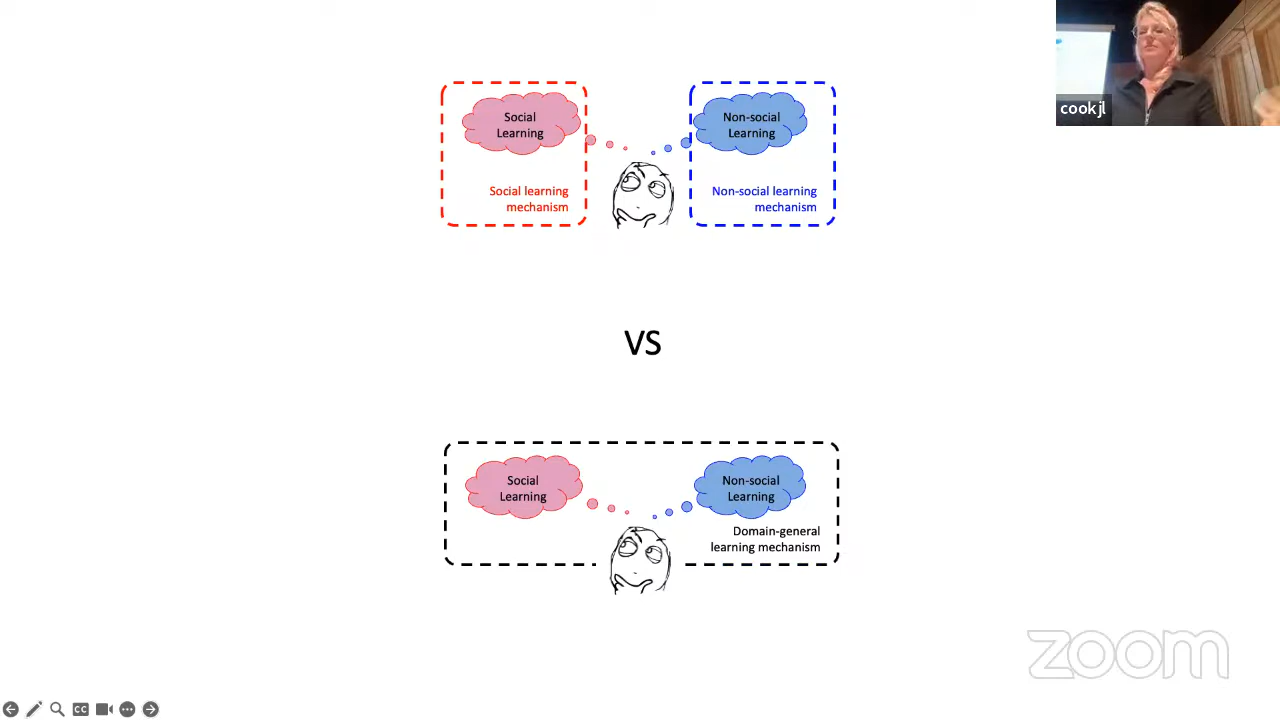 cookjl
Social
Learning
Non-social
Learning
Social learning
mechanism
Non-social learning
mechanism
VS
Social
Learning
Non-social
Learning
Domain-general
learning mechanism
zoom
CC